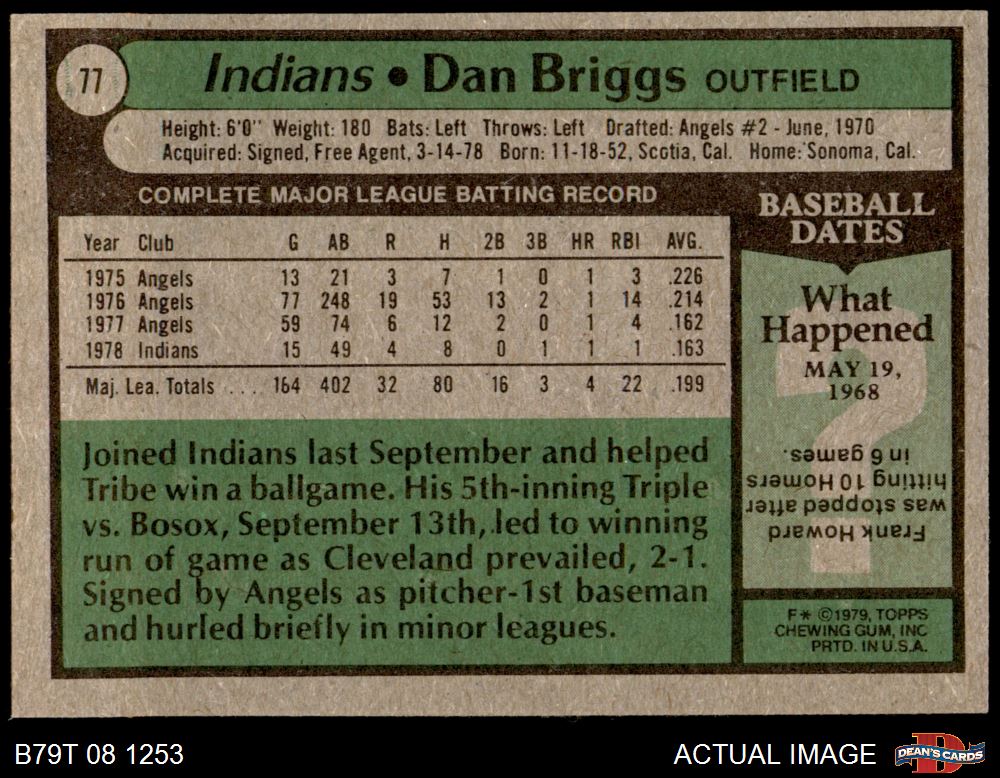 77
Indians • Dan Briggs OUTFIELD
Height: 6'0" Weight: 180 Bats: Left Throws: Left Drafted: Angels #2 - June, 1970
Acquired: Signed, Free Agent, 3-14-78 Born: 11-18-52, Scotia, Cal. Home: Sonoma, Cal.
COMPLETE MAJOR LEAGUE BATTING RECORD
Year Club G AB R H 2B 3B HR RBI AVG.
1975 Angels 13 21 3 7 1 0 1 3 .226
1976 Angels 77 248 19 53 13 2 1 14 .214
1977 Angels 59 74 6 12 2 0 1 4 .162
1978 Indians 15 49 4 8 0 1 1 1 .163
Maj. Lea. Totals . . . . 164 402 32 80 16 3 4 22 .199
Joined Indians last September and helped
Tribe win a ballgame. His 5th-inning Triple
vs. Bosox, September 13th, led to winning
run of game as Cleveland prevailed, 2-1.
Signed by Angels as pitcher-1st baseman
and hurled briefly in minor leagues.
BASEBALL
DATES
What
Happened
MAY 19,
1968
?
Frank Howard
was stopped after
hitting 10 Homers
in 6 games.
F* ©1979, TOPPS
CHEWING GUM, INC
PRTD. IN U.S.A.
B79T 08 1253
ACTUAL IMAGE
DEAN'S CARDS